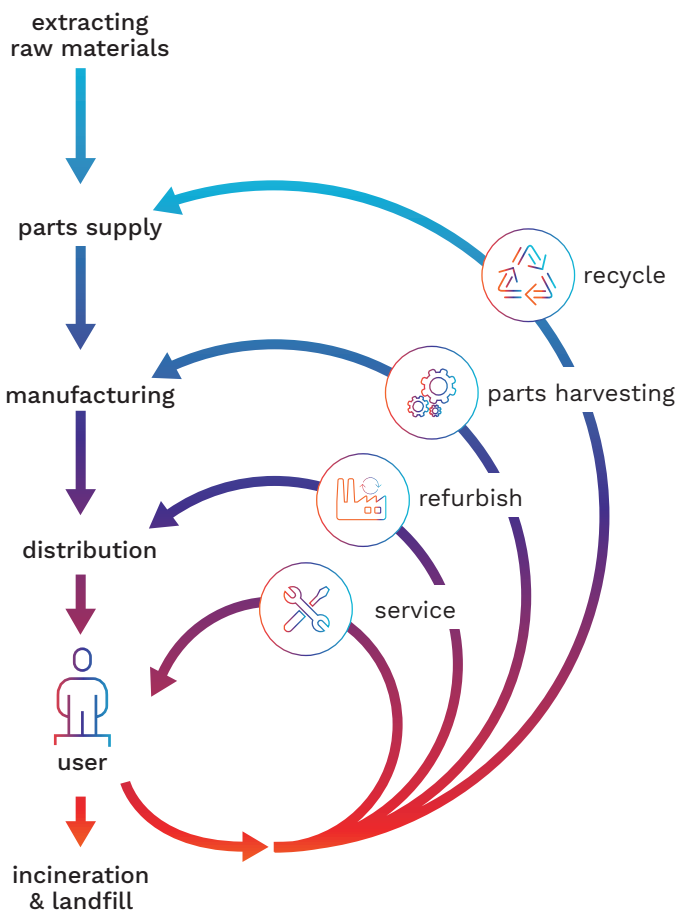 extracting
raw materials
parts supply
recycle
manufacturing
parts harvesting
refurbish
distribution
service
user
incineration
& landfill